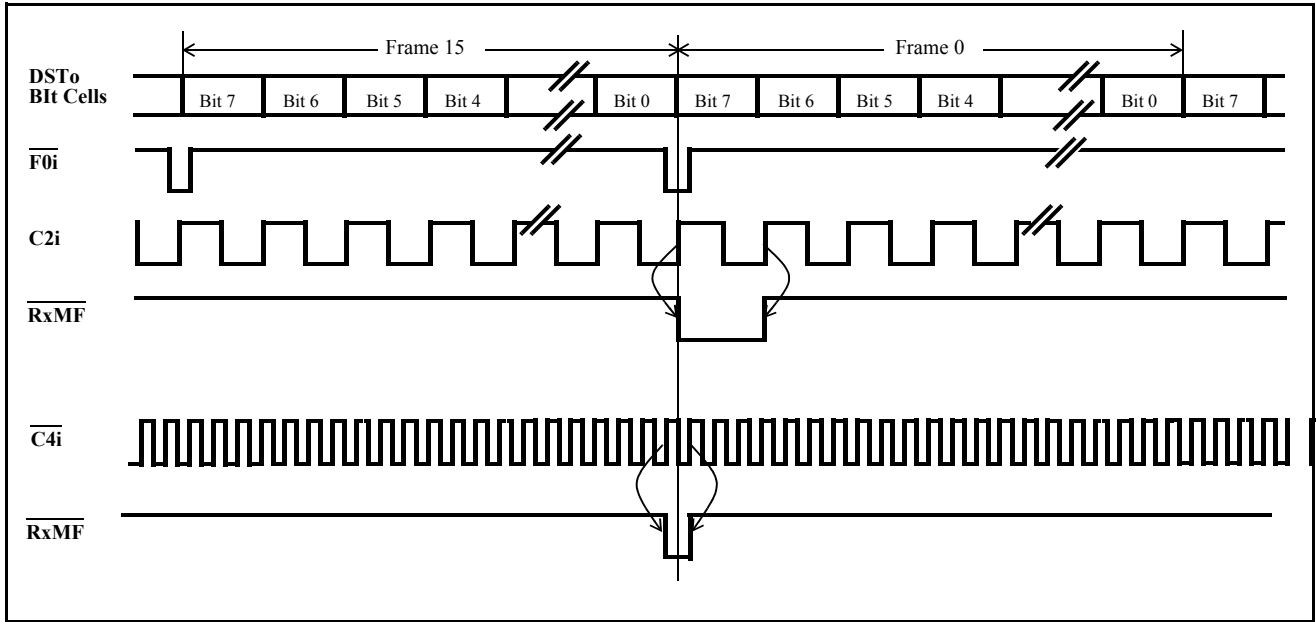 Frame 15 Frame 0
DSTo
BIt Cells
Bit 7 Bit 6 Bit 5 Bit 4 Bit 0 Bit 7 Bit 6 Bit 5 Bit 4 Bit 0 Bit 7
F0i
C2i
RxMF
C4i
RxMF